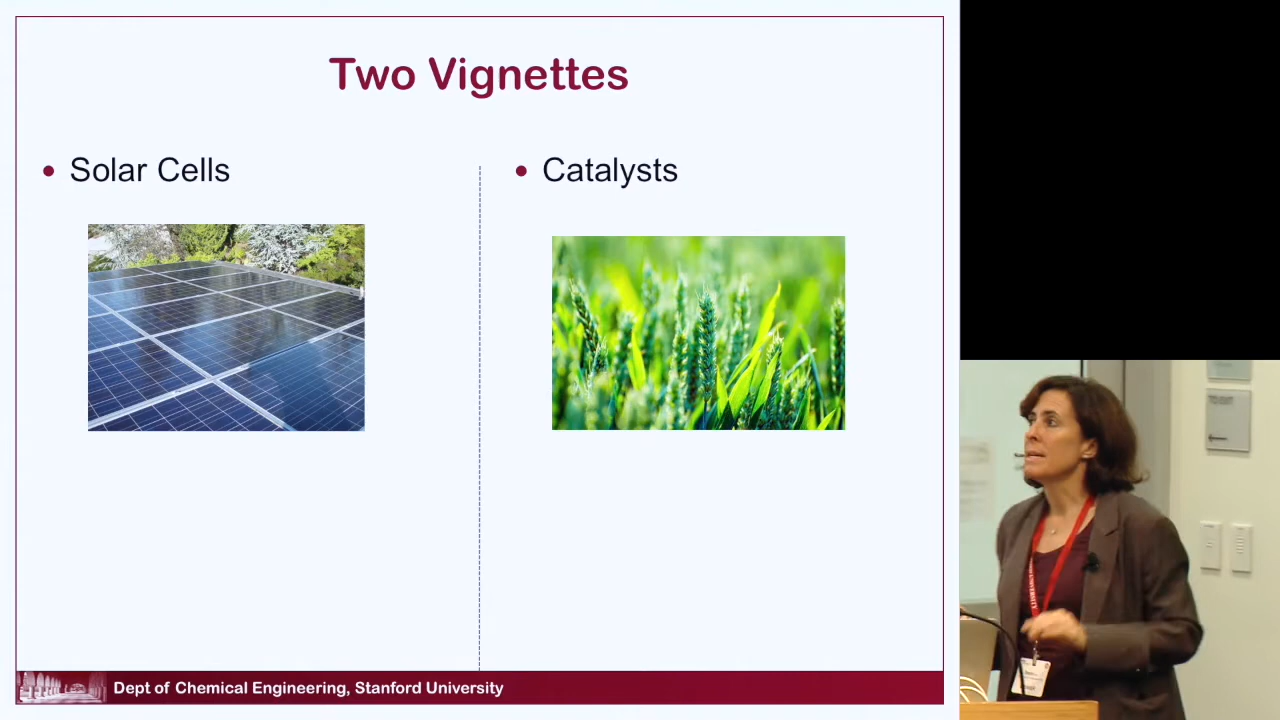 Two Vignettes
• Solar Cells
• Catalysts
Dept of Chemical Engineering, Stanford University